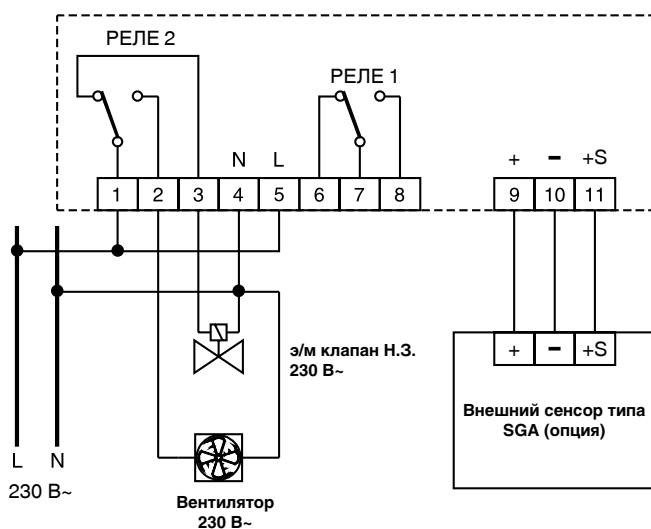 РЕЛЕ 2
РЕЛЕ 1
N L + - +S
1 2 3 4 5 6 7 8 9 10 11
+ - +S
э/м клапан Н.З.
230 В~
Внешний сенсор типа
SGA (опция)
L N
230 В~
Вентилятор
230 В~